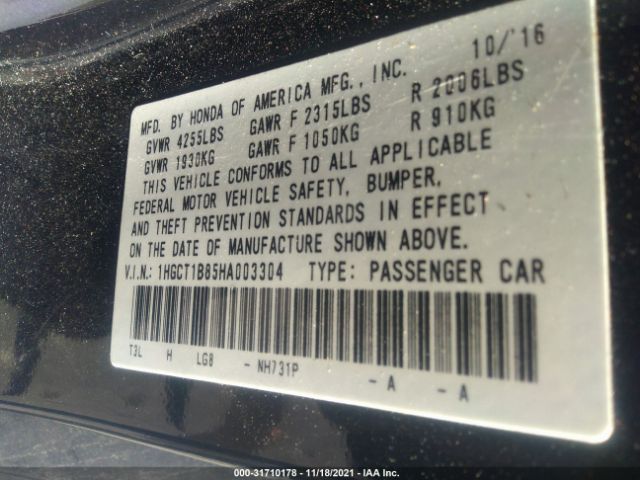 10/'16
MFD. BY HONDA OF AMERICA MFG., INC.
GVWR 4255LBS GAWR F 2315LBS R 2006LBS
GVWR 1930KG GAWR F 1050KG R 910KG
THIS VEHICLE CONFORMS TO ALL APPLICABLE
FEDERAL MOTOR VEHICLE SAFETY, BUMPER,
AND THEFT PREVENTION STANDARDS IN EFFECT
ON THE DATE OF MANUFACTURE SHOWN ABOVE.
V.I.N.: 1HGCT1B85HA003304 TYPE: PASSENGER CAR
T3L H LG8 - NH731P - A - A
000-31710178 - 11/18/2021 - IAA Inc.